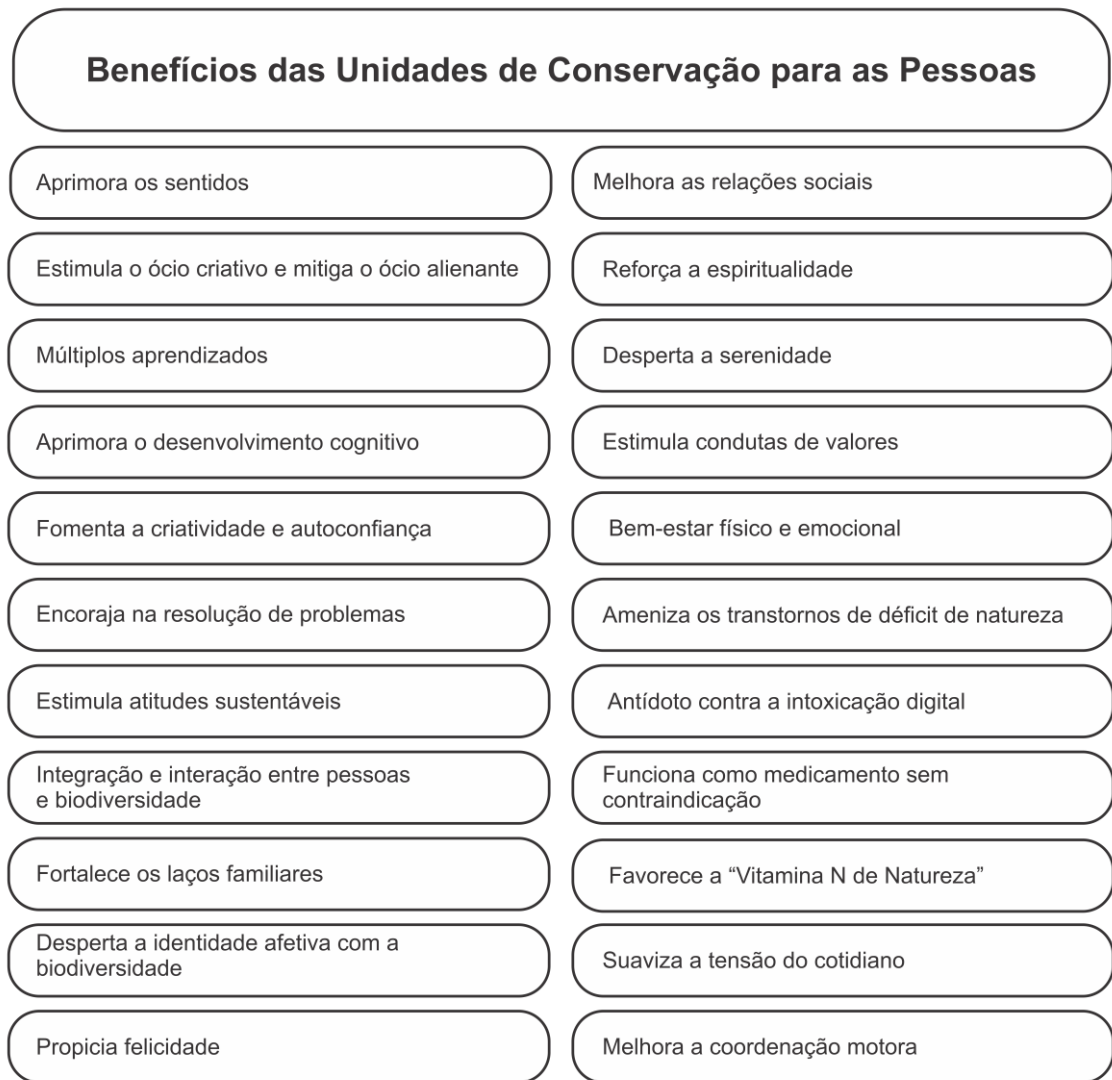 Benefícios das Unidades de Conservação para as Pessoas
Aprimora os sentidos
Melhora as relações sociais
Estimula o ócio criativo e mitiga o ócio alienante
Reforça a espiritualidade
Múltiplos aprendizados
Desperta a serenidade
Aprimora o desenvolvimento cognitivo
Estimula condutas de valores
Fomenta a criatividade e autoconfiança
Bem-estar físico e emocional
Encoraja na resolução de problemas
Ameniza os transtornos de déficit de natureza
Estimula atitudes sustentáveis
Antídoto contra a intoxicação digital
Integração e interação entre pessoas
e biodiversidade
Funciona como medicamento sem
contraindicação
Fortalece os laços familiares
Favorece a “Vitamina N de Natureza”
Desperta a identidade afetiva com a
biodiversidade
Suaviza a tensão do cotidiano
Propicia felicidade
Melhora a coordenação motora